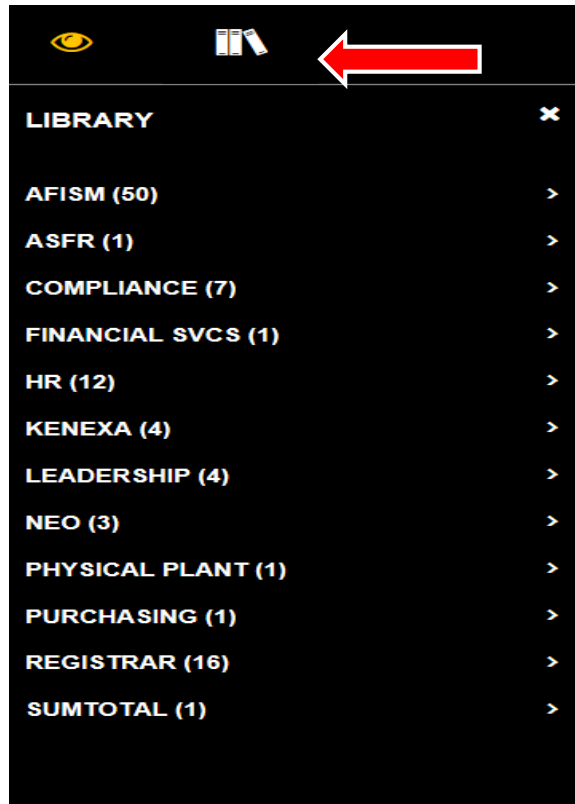 LIBRARY
AFISM (50)
ASFR (1)
COMPLIANCE (7)
FINANCIAL SVCS (1)
HR (12)
KENEXA (4)
LEADERSHIP (4)
NEO (3)
PHYSICAL PLANT (1)
PURCHASING (1)
REGISTRAR (16)
SUMTOTAL (1)